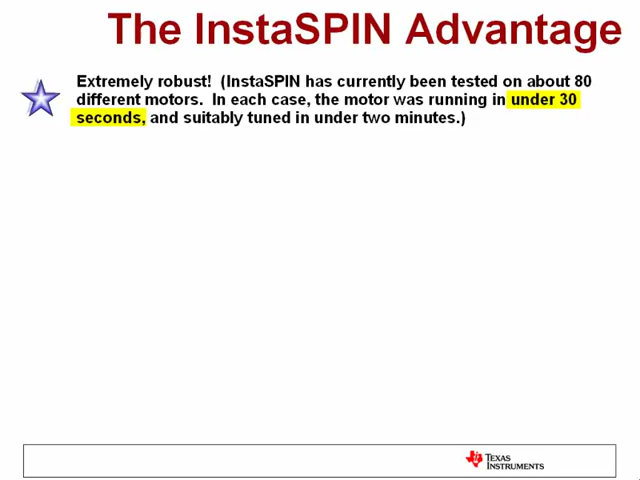 The InstaSPIN Advantage
Extremely robust! (InstaSPIN has currently been tested on about 80
different motors. In each case, the motor was running in under 30
seconds, and suitably tuned in under two minutes.)
TEXAS
INSTRUMENTS